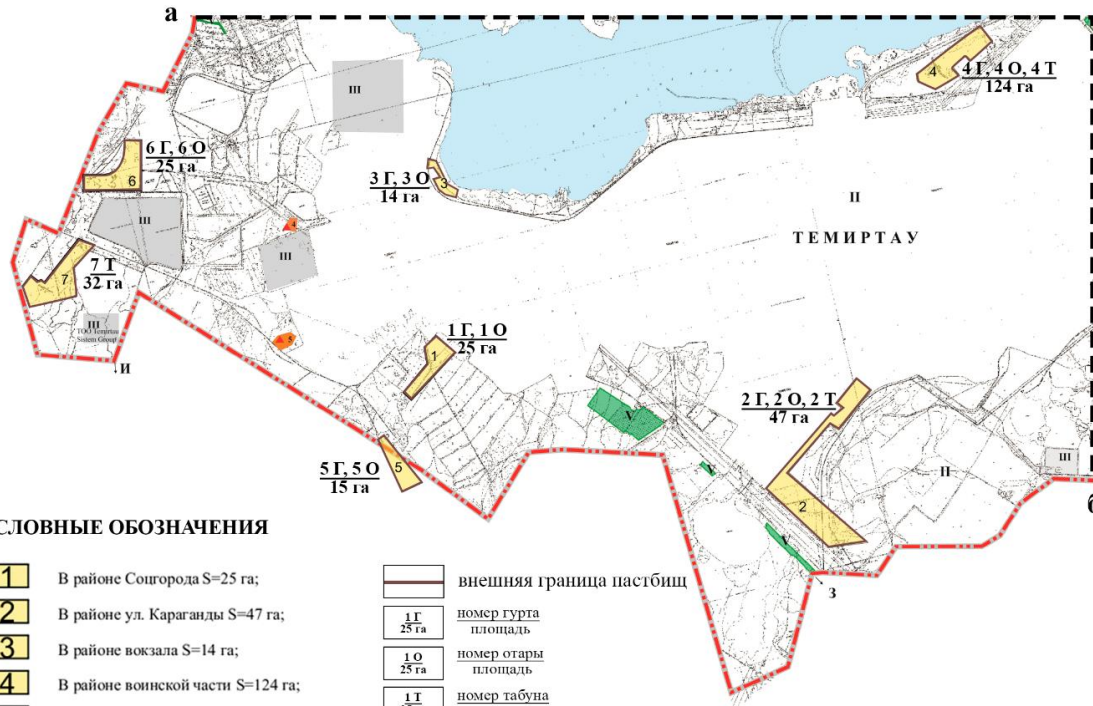 а
III
4
4 Г, 4 О, 4 Т
124 га
6 Г, 6 О
25 га
6
3 Г, 3 О
14 га
3
II
ТЕМИРТАУ
III
4
III
7 Т
32 га
7
III
ТОО Temirtau
Sistem Group
И
5
1 Г, 1 О
25 га
1
2 Г, 2 О, 2 Т
47 га
V
V
III
II
5 Г, 5 О
15 га
5
2
V
З
б
СЛОВНЫЕ ОБОЗНАЧЕНИЯ
1 В районе Соцгорода S=25 га;
2 В районе ул. Караганды S=47 га;
3 В районе вокзала S=14 га;
4 В районе воинской части S=124 га;
внешняя граница пастбищ
1 Г
25 га
номер гурта
площадь
1 О
25 га
номер отары
площадь
1 Т
номер табуна